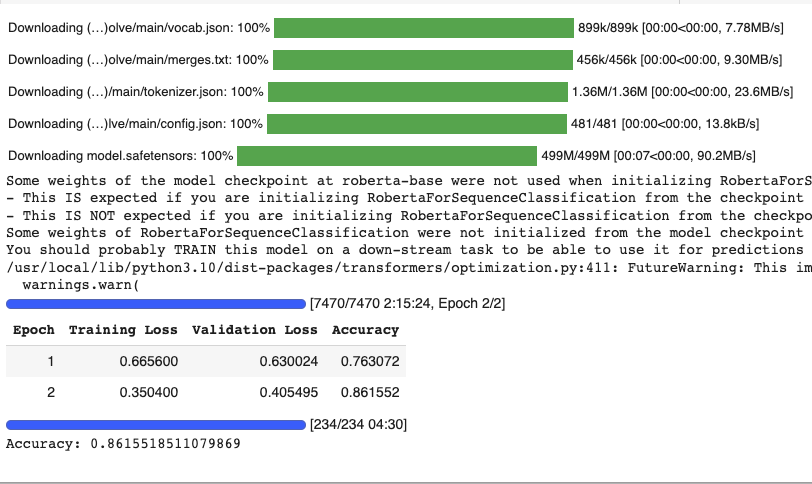 Downloading (…)olve/main/vocab.json: 100% 899k/899k [00:00<00:00, 7.78MB/s]
Downloading (…)olve/main/merges.txt: 100% 456k/456k [00:00<00:00, 9.30MB/s]
Downloading (…)/main/tokenizer.json: 100% 1.36M/1.36M [00:00<00:00, 23.6MB/s]
Downloading (…)lve/main/config.json: 100% 481/481 [00:00<00:00, 13.8kB/s]
Downloading model.safetensors: 100% 499M/499M [00:07<00:00, 90.2MB/s]
Some weights of the model checkpoint at roberta-base were not used when initializing RobertaForS
- This IS expected if you are initializing RobertaForSequenceClassification from the checkpoint
- This IS NOT expected if you are initializing RobertaForSequenceClassification from the checkpo
Some weights of RobertaForSequenceClassification were not initialized from the model checkpoint
You should probably TRAIN this model on a down-stream task to be able to use it for predictions
/usr/local/lib/python3.10/dist-packages/transformers/optimization.py:411: FutureWarning: This im
warnings.warn(
[7470/7470 2:15:24, Epoch 2/2]
Epoch Training Loss Validation Loss Accuracy
1 0.665600 0.630024 0.763072
2 0.350400 0.405495 0.861552
[234/234 04:30]
Accuracy: 0.8615518511079869